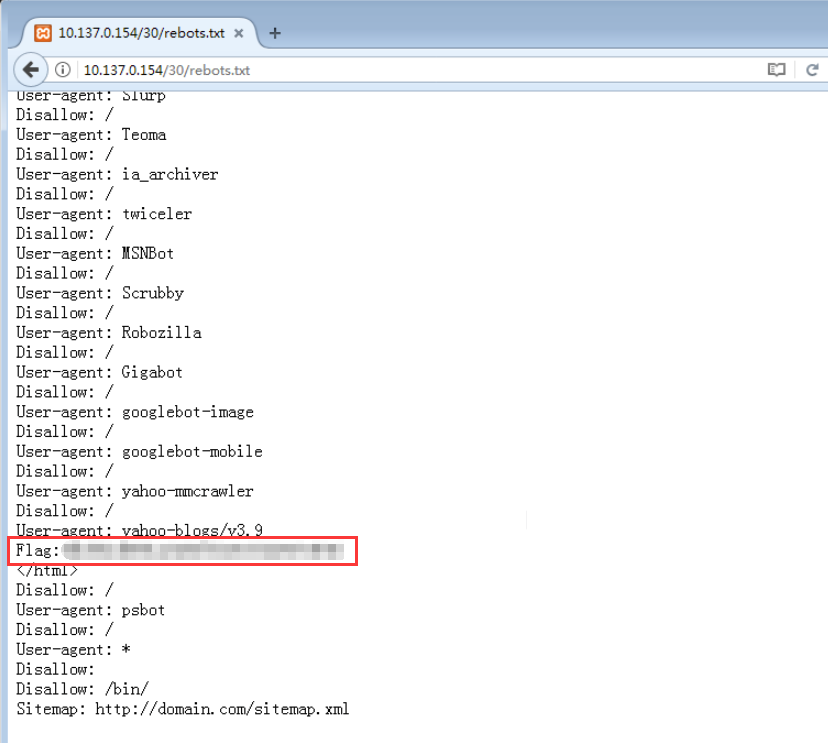 10.137.0.154/30/rebots.txt
10.137.0.154/30/rebots.txt
User-agent: Slurp
Disallow: /
User-agent: Teoma
Disallow: /
User-agent: ia_archiver
Disallow: /
User-agent: twiceler
Disallow: /
User-agent: MSNBot
Disallow: /
User-agent: Scrubby
Disallow: /
User-agent: Robozilla
Disallow: /
User-agent: Gigabot
Disallow: /
User-agent: googlebot-image
Disallow: /
User-agent: googlebot-mobile
Disallow: /
User-agent: yahoo-mmcrawler
Disallow: /
User-agent: yahoo-blogs/v3.9
Flag:
</html>
Disallow: /
User-agent: psbot
Disallow: /
User-agent: *
Disallow:
Disallow: /bin/
Sitemap: http://domain.com/sitemap.xml